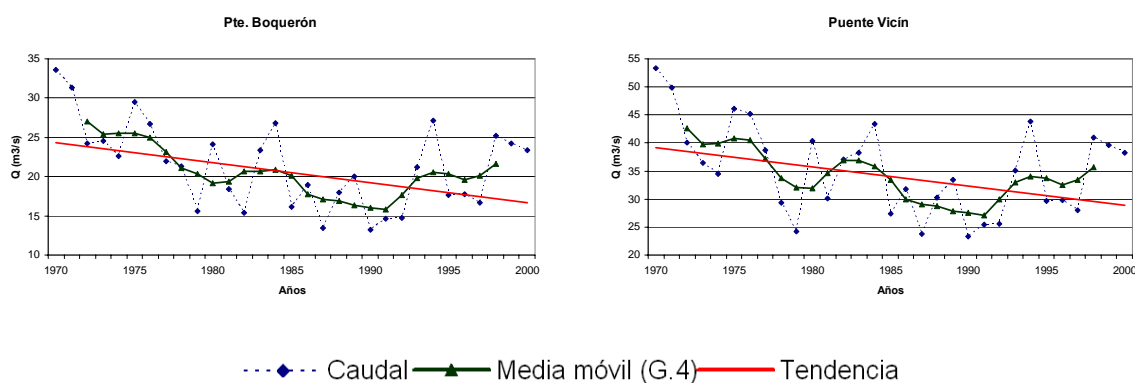 Pte. Boquerón
Q (m3/s)
35
30
25
20
15
10
1970 1975 1980 1985 1990 1995 2000
Años
Puente Vicín
Q (m3/s)
55
50
45
40
35
30
25
20
1970 1975 1980 1985 1990 1995 2000
Años
Caudal Media móvil (G.4) Tendencia